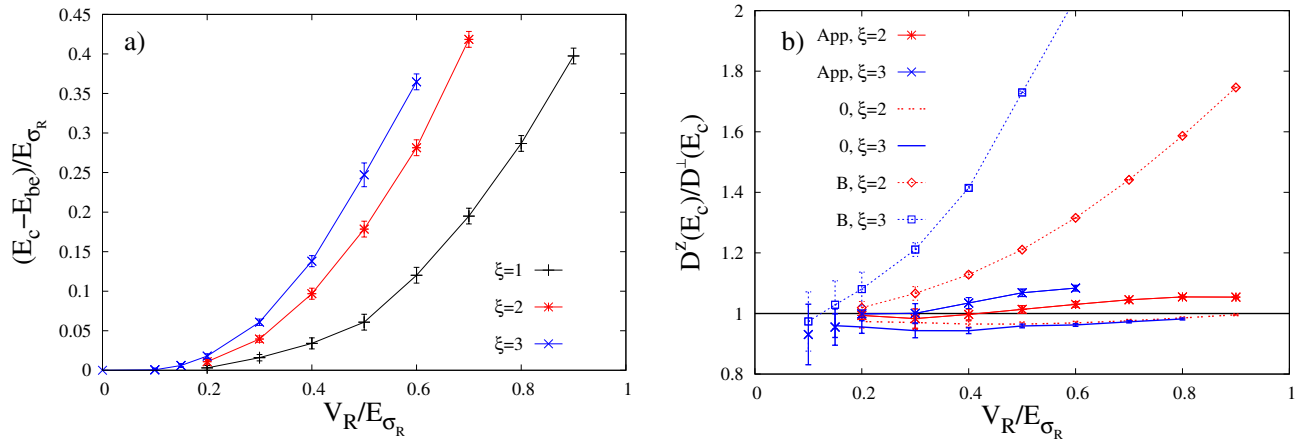 a)
(E_c−E_be)/E_σ_R
0.45
0.4
0.35
0.3
0.25
0.2
0.15
0.1
0.05
0
ξ=1
ξ=2
ξ=3
0 0.2 0.4 0.6 0.8 1
V_R/E_σ_R
b)
D^Z(E_c)/D^⊥(E_c)
2
1.8
1.6
1.4
1.2
1
0.8
App, ξ=2
App, ξ=3
0, ξ=2
0, ξ=3
B, ξ=2
B, ξ=3
0 0.2 0.4 0.6 0.8 1
V_R/E_σ_R